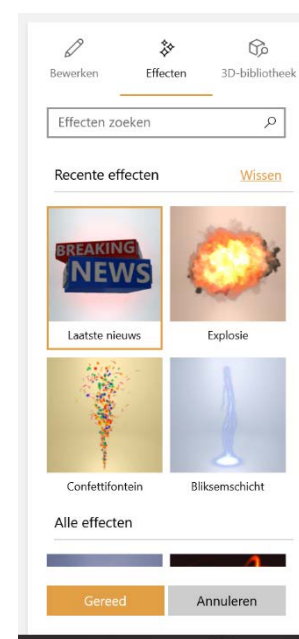 Bewerken Effecten 3D-bibliotheek
Effecten zoeken
Recente effecten Wissen
BREAKING
NEWS
Laatste nieuws Explosie
Confettifontein Bliksemschicht
Alle effecten
Gereed Annuleren